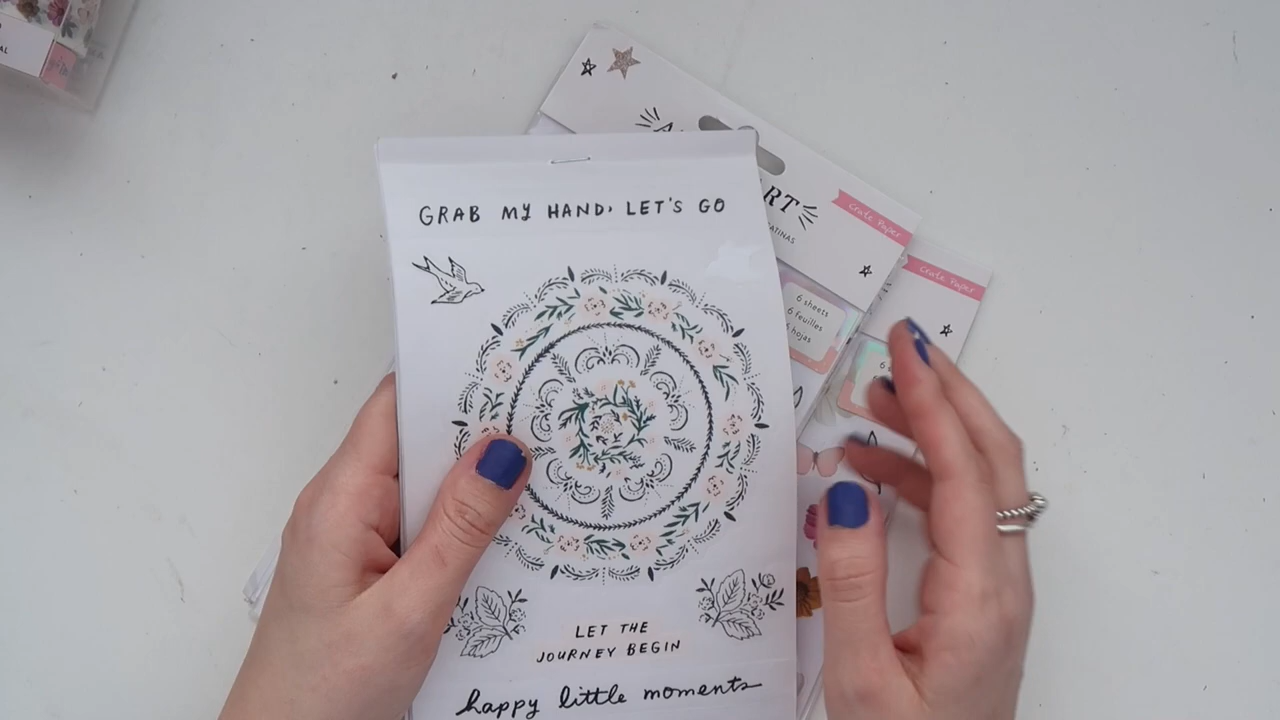 GRAB MY HAND, LET'S GO
LET THE
JOURNEY BEGIN
happy little moments
Crate Paper
6 sheets
6 feuilles
hojas
Crate Paper